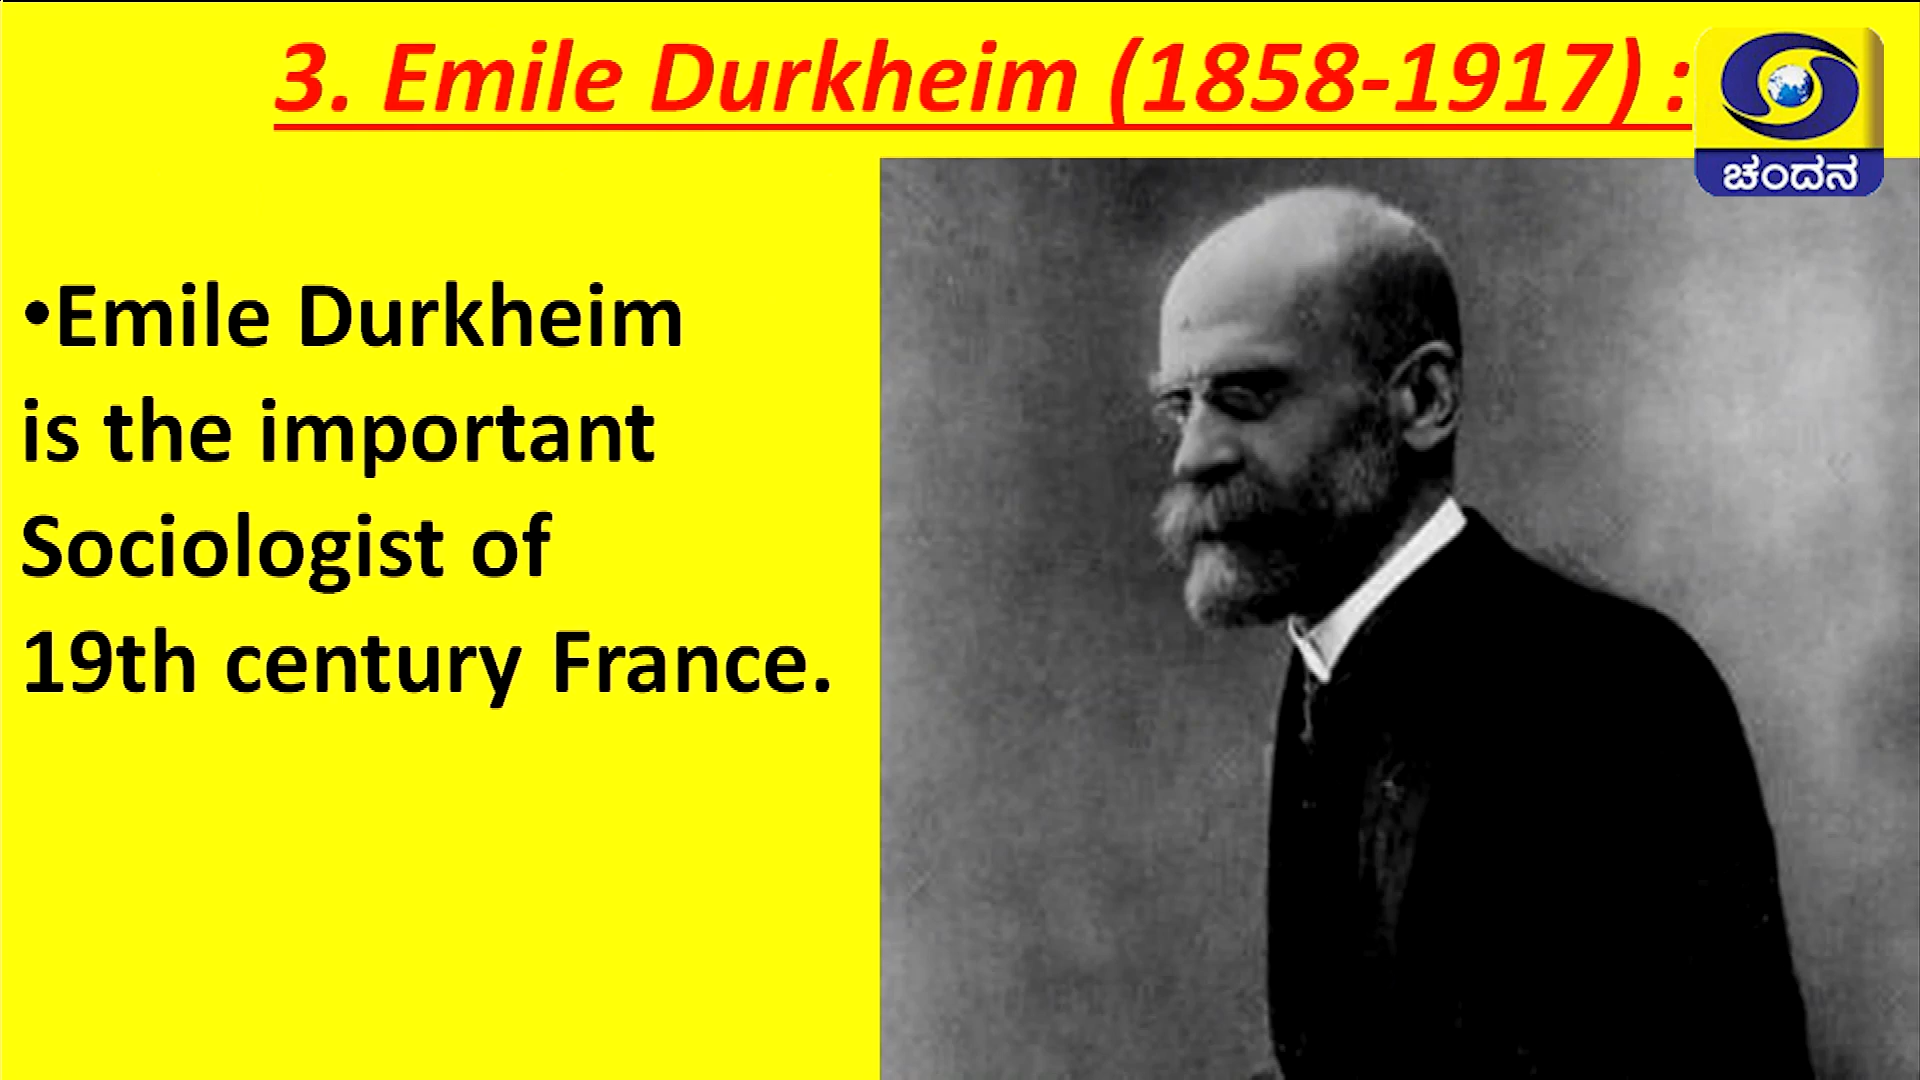 3. Emile Durkheim (1858-1917) :
ಚಂದನ
•Emile Durkheim
is the important
Sociologist of
19th century France.